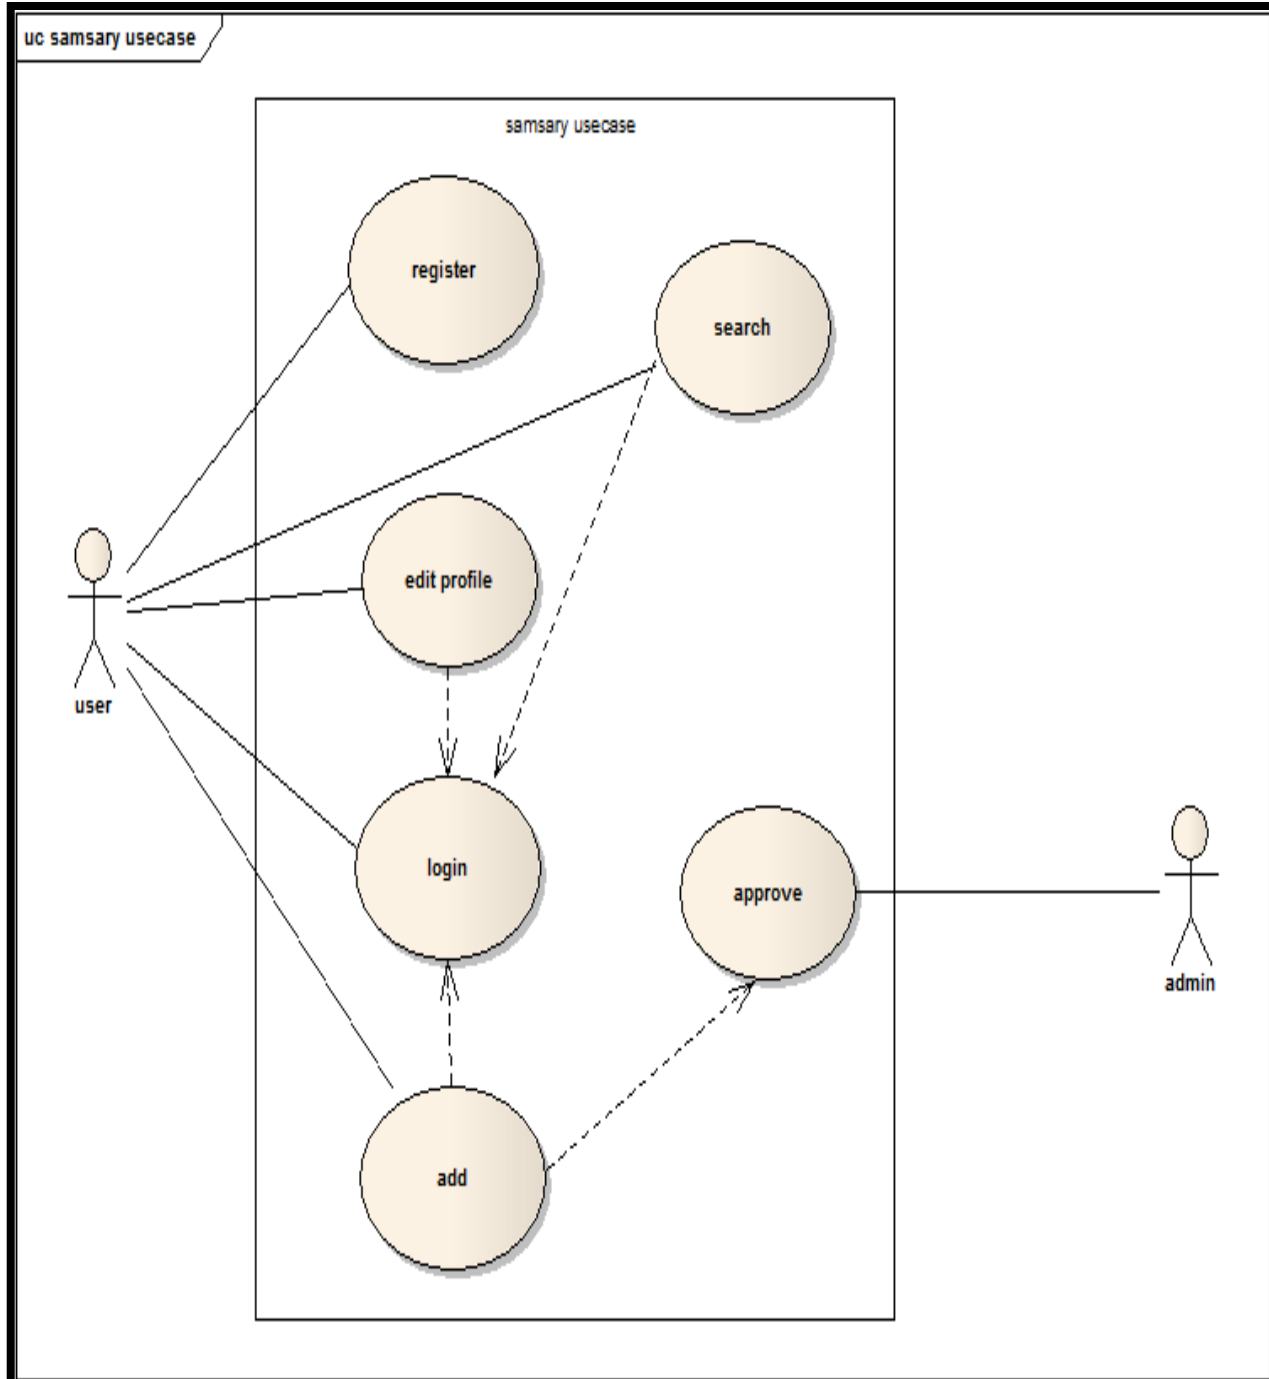 uc samsary usecase
samsary usecase
register
search
edit profile
user
login
approve
admin
add